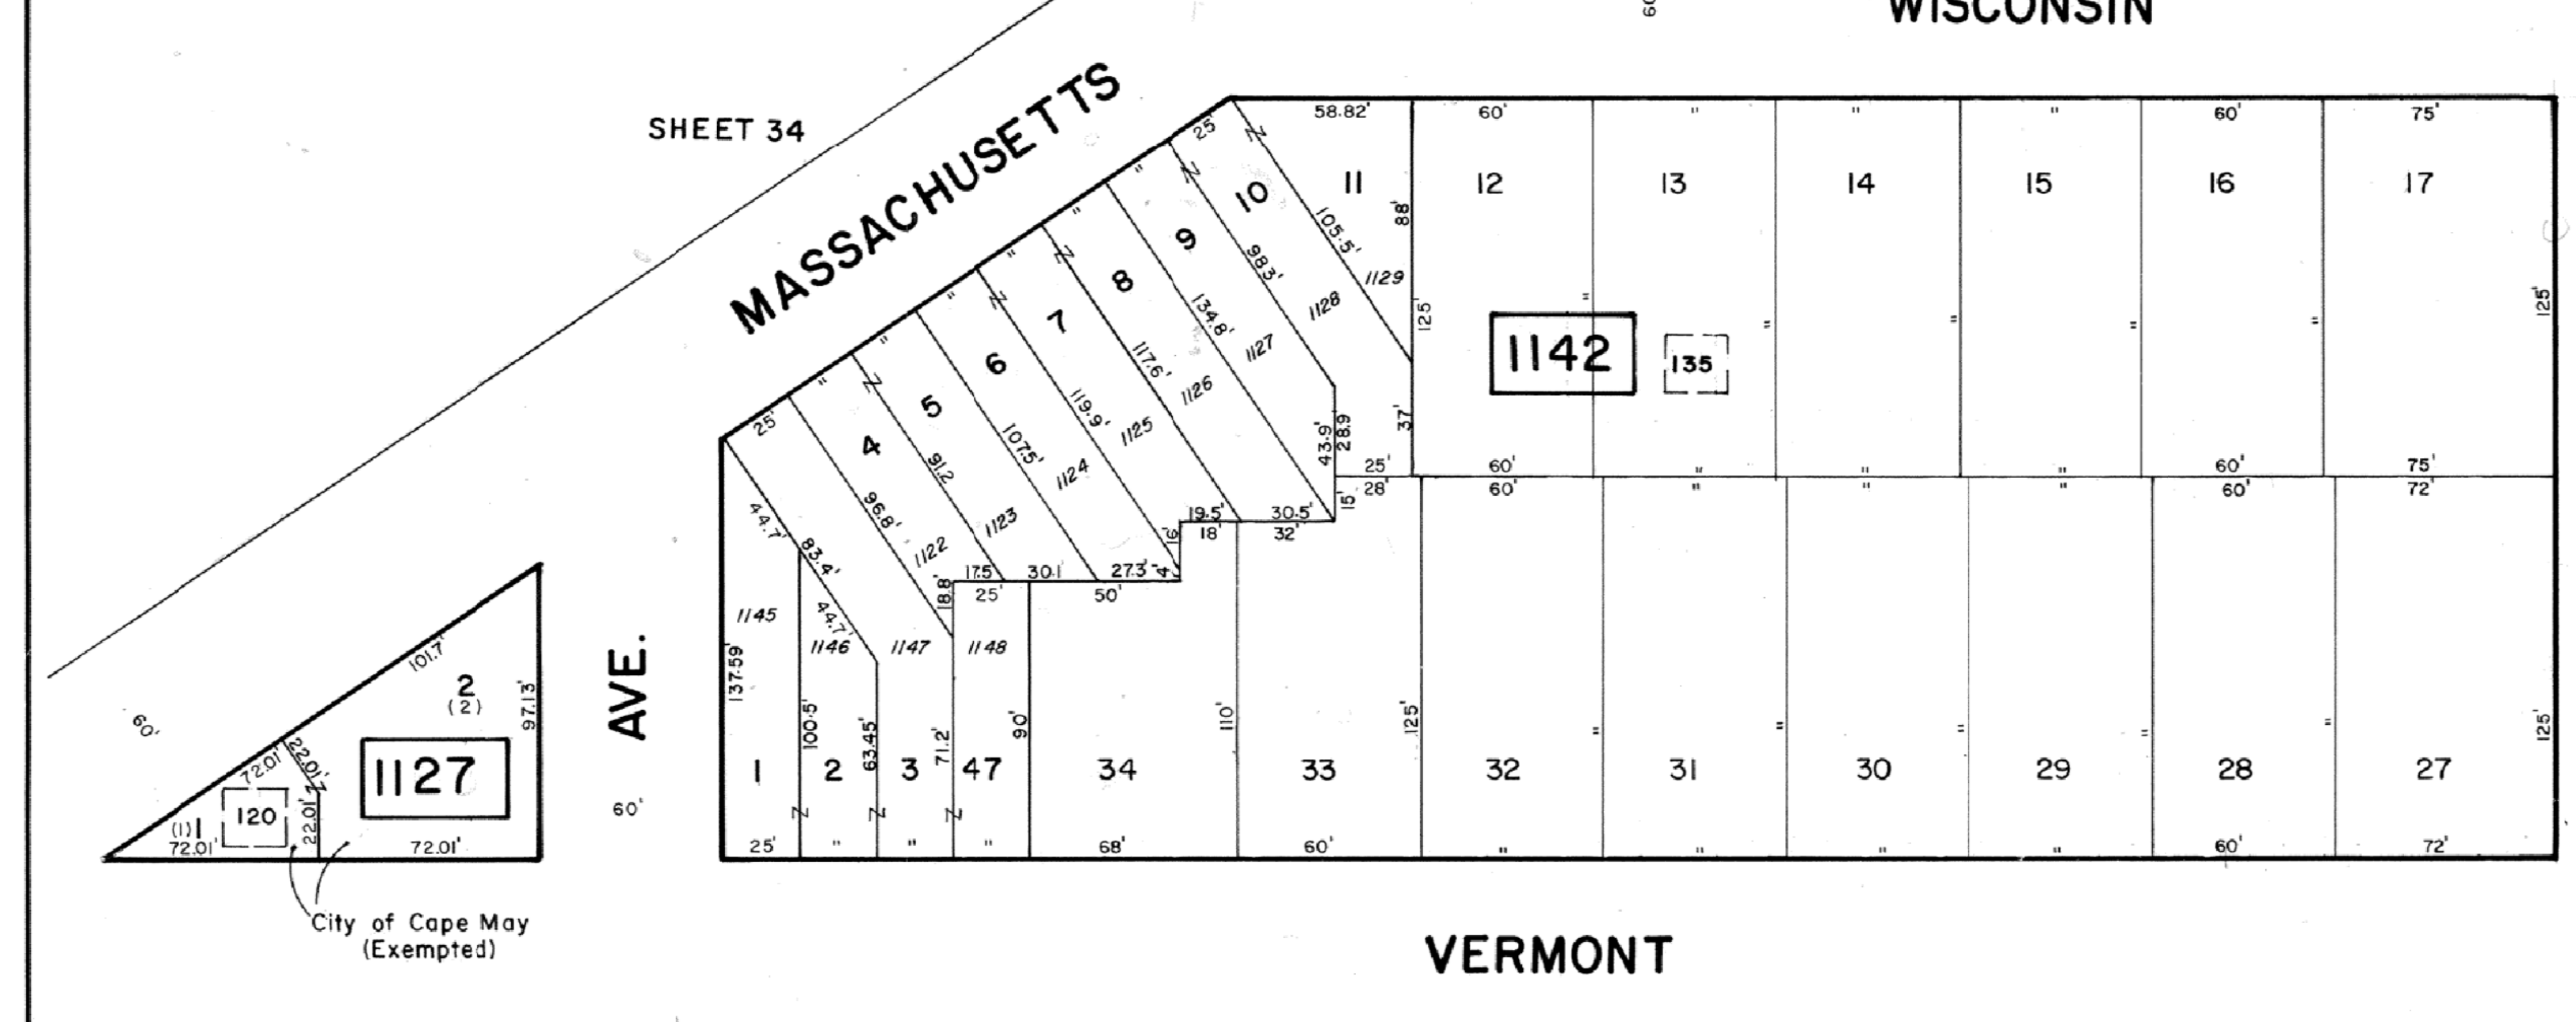 WISCONSIN
SHEET 34
MASSACHUSETTS
AVE.
60'
60'
25' " " " " " " " 25'
58.82' 60' " " " 60' 75'
10 11 12 13 14 15 16 17
4 5 6 7 8 9
44.7' 83.4' 96.8' 91.2 107.5' 119.9' 117.6' 134.8' 98.3' 105.5' 88' 125' " " " " " 125'
1122 1123 1124 1125 1126 1127 1128 1129
1142
135
43.9' 28.9 37'
25' 60' " " " 60' 75'
28' 60' " " " 60' 72'
15'
19.5' 30.5'
18' 32'
16'
17.5' 30.1' 27.3' 4'
18.8'
25' 50'
1145 1146 1147 1148
44.7'
137.59' 100.5' 63.45' 71.2' 90' 110' 125' " " " " " 125'
1 2 3 47 34 33 32 31 30 29 28 27
25' " " " 68' 60' " " " " 60' 72'
101.7'
2
(2)
97.13'
1127
72.01' 22.01'
120
22.01'
(1) 1
72.01' 72.01'
City of Cape May
(Exempted)
VERMONT